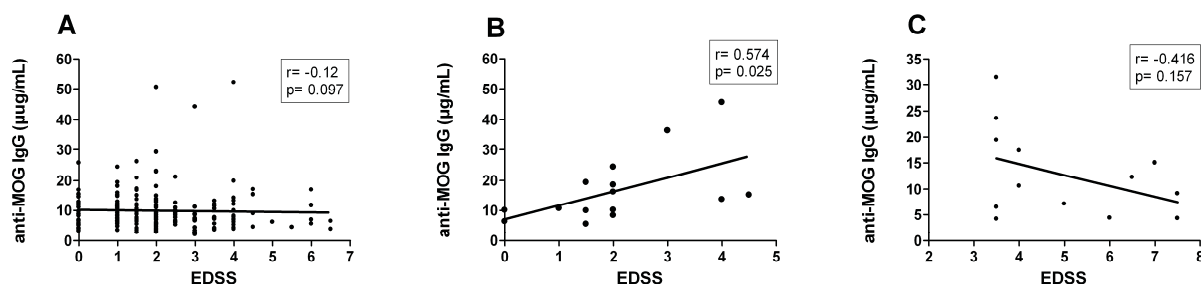 A
anti-MOG IgG (µug/mL)
60
50
40
30
20
10
0
r= -0.12
p= 0.097
0 1 2 3 4 5 6 7
EDSS
B
anti-MOG IgG (µg/mL)
60
50
40
30
20
10
0
r= 0.574
p= 0.025
0 1 2 3 4 5
EDSS
C
anti-MOG IgG (µug/mL)
35
30
25
20
15
10
5
0
r= -0.416
p= 0.157
2 3 4 5 6 7 8
EDSS